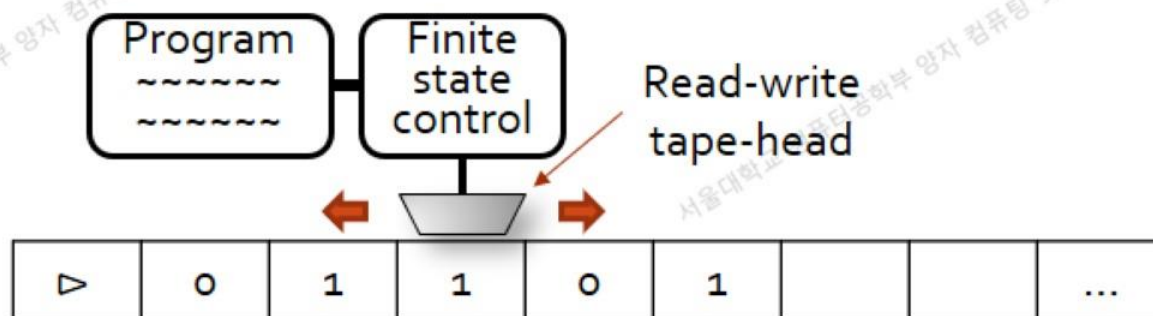 Program
~~~~~~
~~~~~~
Finite
state
control
Read-write
tape-head
▷ 0 1 1 0 1 ...